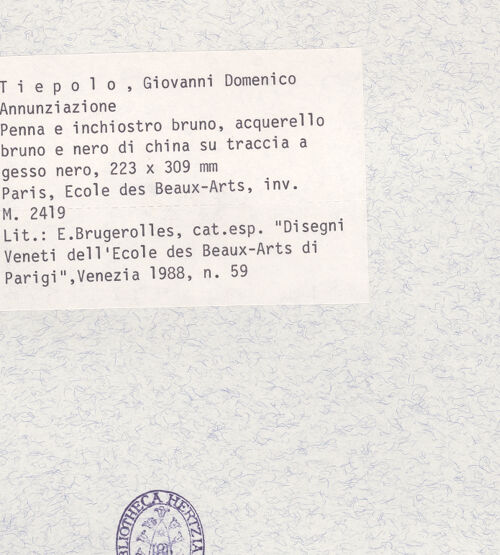 T i e p o l o , Giovanni Domenico
Annunziazione
Penna e inchiostro bruno, acquerello
bruno e nero di china su traccia a
gesso nero, 223 x 309 mm
Paris, Ecole des Beaux-Arts, inv.
M. 2419
Lit.: E.Brugerolles, cat.esp. "Disegni
Veneti dell'Ecole des Beaux-Arts di
Parigi",Venezia 1988, n. 59
BLIOTHECA HERTZIA